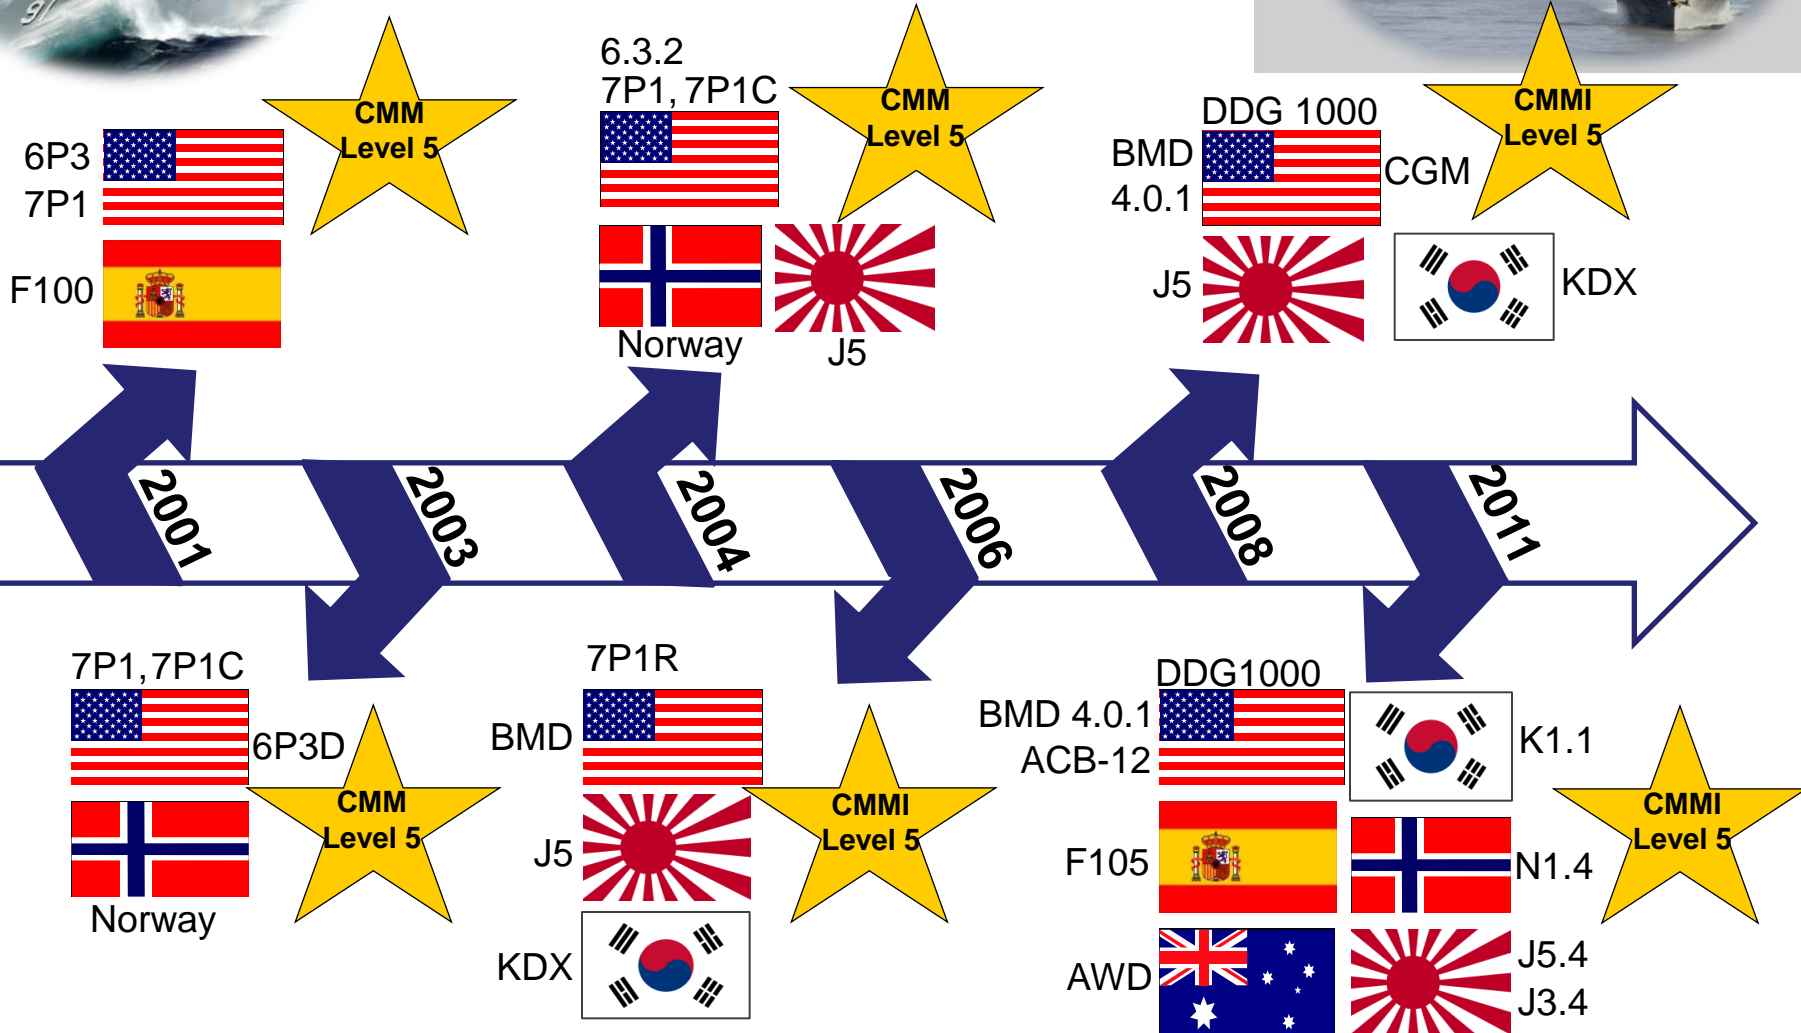 91
6.3.2
7P1, 7P1C
CMM
Level 5
CMM
Level 5
CMMI
Level 5
DDG 1000
BMD
4.0.1
CGM
6P3
7P1
F100
Norway
J5
J5
KDX
2001
2003
2004
2006
2008
2011
7P1,7P1C
6P3D
CMM
Level 5
Norway
7P1R
BMD
J5
KDX
CMMI
Level 5
DDG1000
BMD 4.0.1
ACB-12
K1.1
F105
N1.4
AWD
J5.4
J3.4
CMMI
Level 5